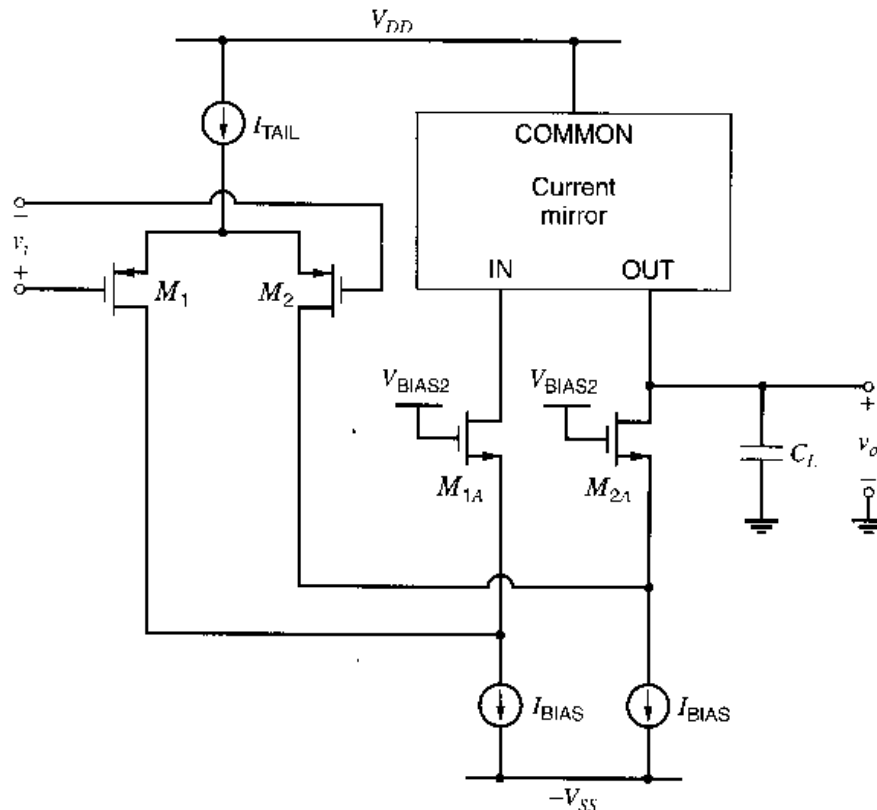 V_DD
I_TAIL
COMMON
Current
mirror
IN
OUT
−
v_i
+
M_1
M_2
V_BIAS2
V_BIAS2
M_1A
M_2A
C_L
+
v_o
−
I_BIAS
I_BIAS
−V_SS